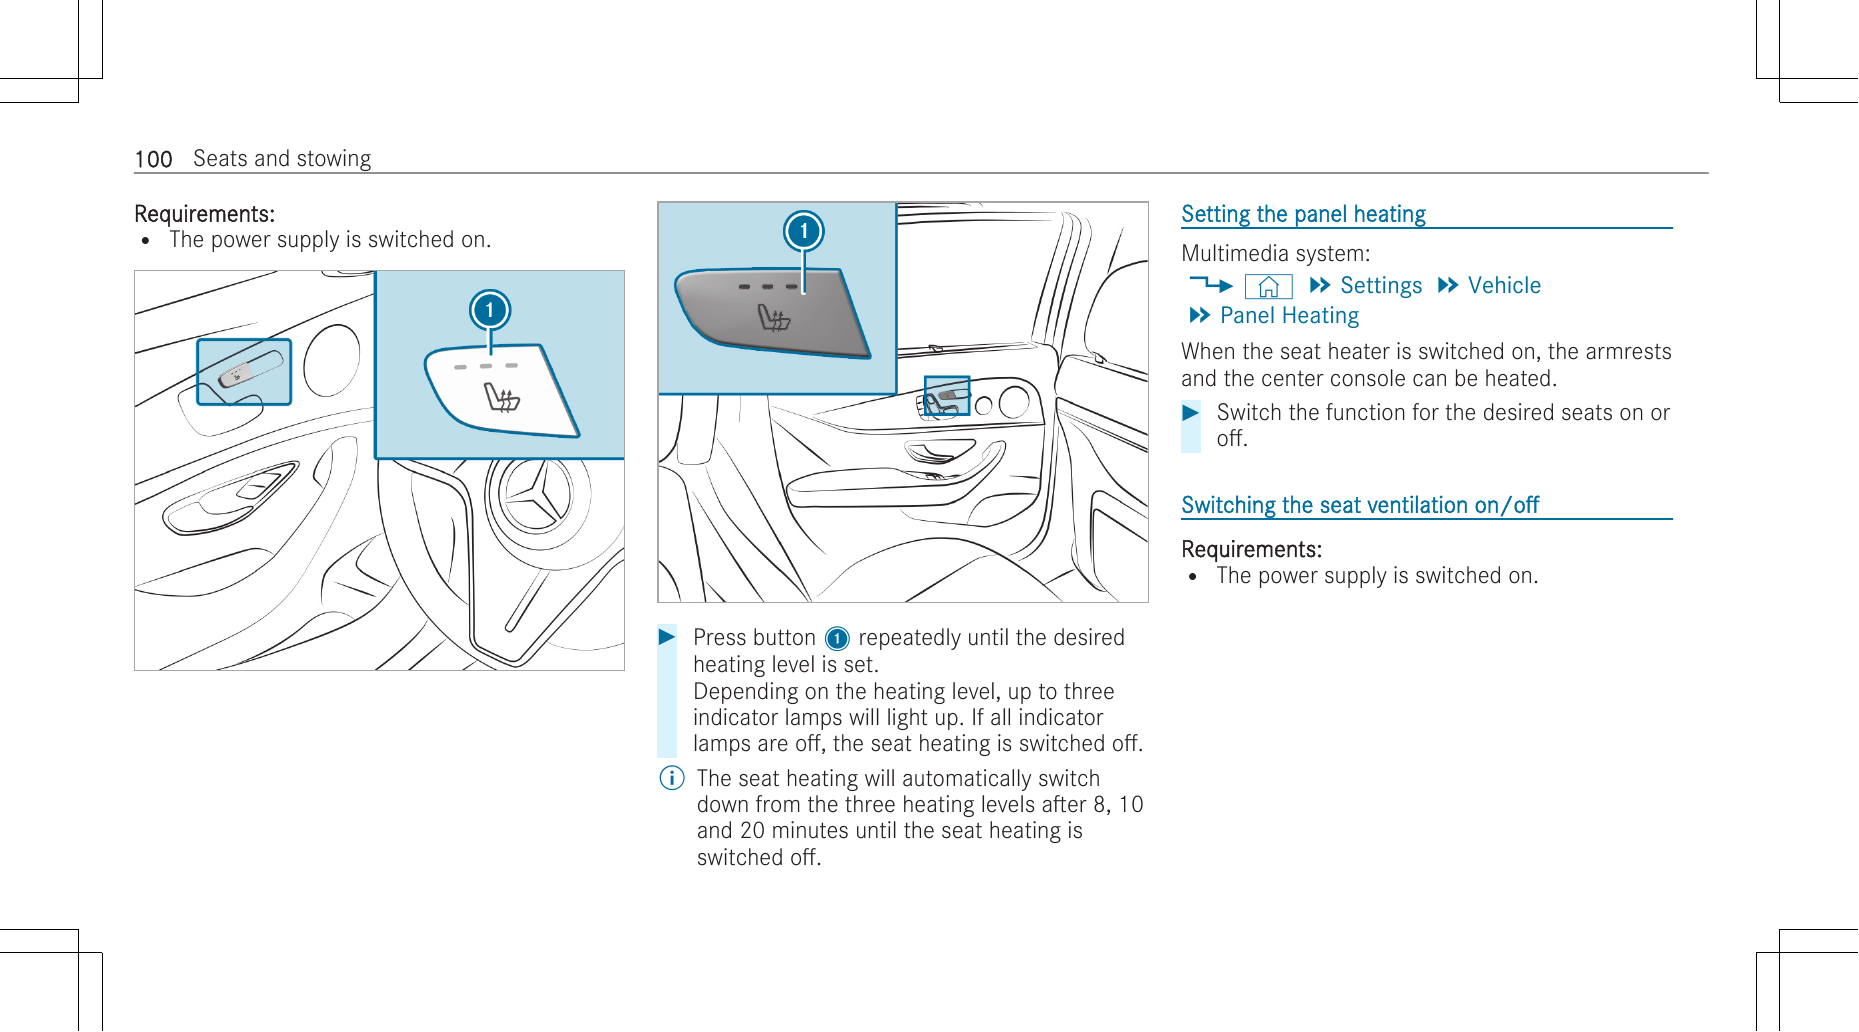 100 Seats and stowing
Requirements:
• The power supply is switched on.
1
1
Press button 1 repeatedly until the desired
heating level is set.
Depending on the heating level, up to three
indicator lamps will light up. If all indicator
lamps are off, the seat heating is switched off.
The seat heating will automatically switch
down from the three heating levels after 8, 10
and 20 minutes until the seat heating is
switched off.
Setting the panel heating
Multimedia system:
Settings Vehicle
Panel Heating
When the seat heater is switched on, the armrests
and the center console can be heated.
Switch the function for the desired seats on or
off.
Switching the seat ventilation on/off
Requirements:
• The power supply is switched on.